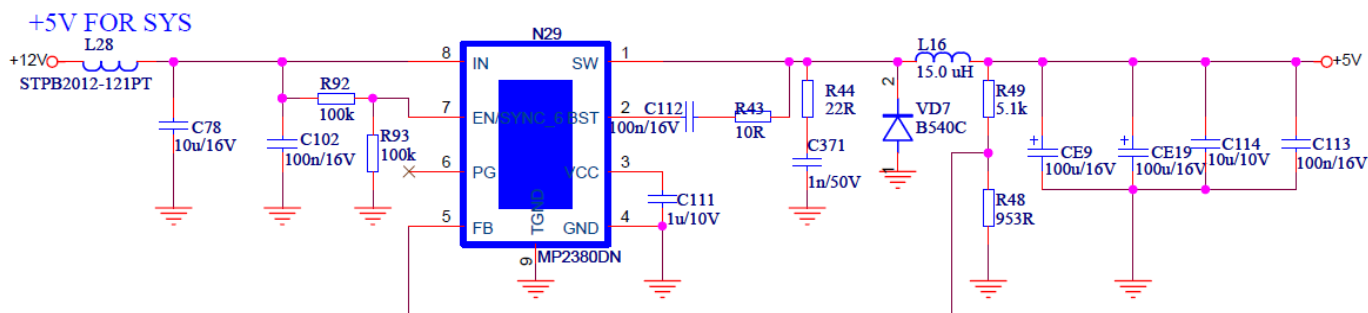 +5V FOR SYS
+12V
L28
STPB2012-121PT
C78
10u/16V
C102
100n/16V
R92
100k
R93
100k
N29
8
IN
SW
1
7
EN/SYNC_6
BST
2
6
PG
VCC
3
5
FB
GND
4
TGND
9
MP2380DN
C112
100n/16V
R43
10R
C111
1u/10V
R44
22R
C371
1n/50V
2
VD7
B540C
1
L16
15.0 uH
R49
5.1k
R48
953R
+
CE9
100u/16V
+
CE19
100u/16V
C114
10u/10V
C113
100n/16V
+5V